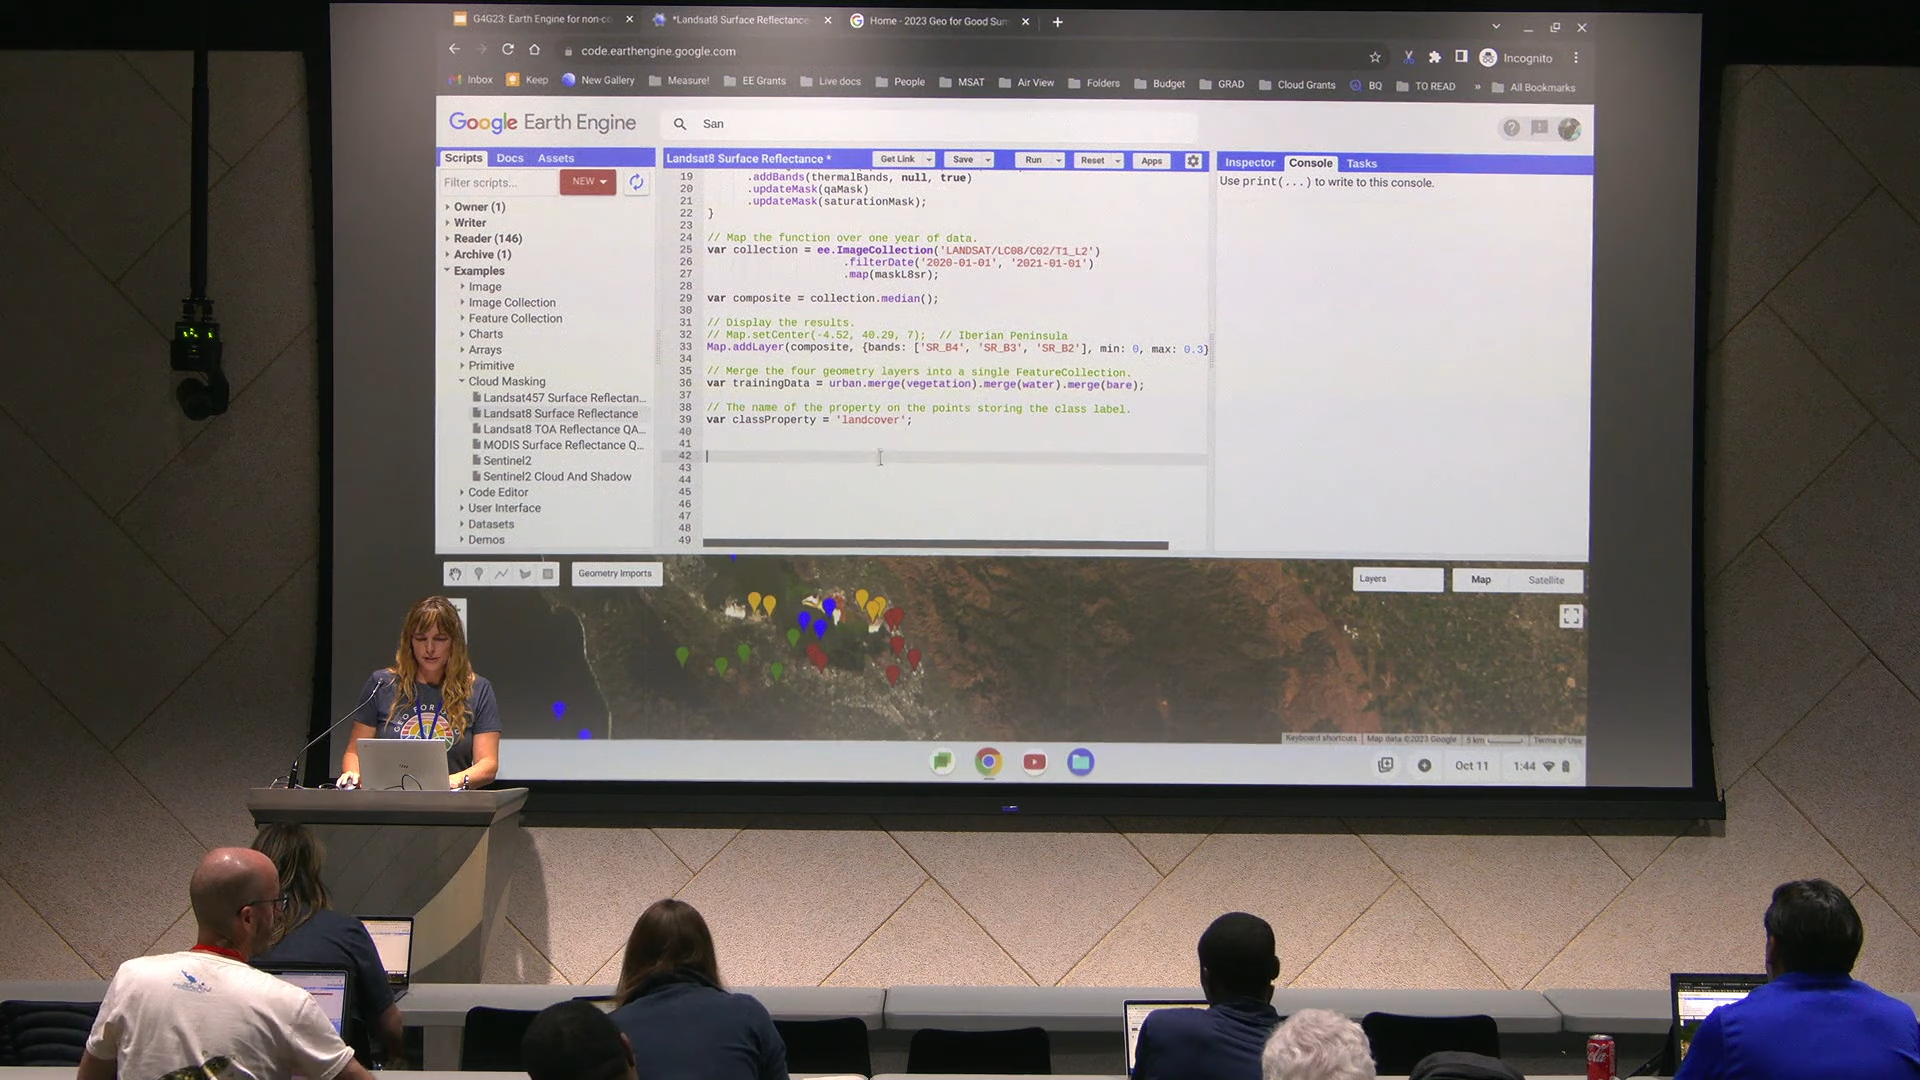 G4G23: Earth Engine for non-co
*Landsat8 Surface Reflectance
Home - 2023 Geo for Good Sum
code.earthengine.google.com
Incognito
Inbox
Keep
New Gallery
Measure!
EE Grants
Live docs
People
MSAT
Air View
Folders
Budget
GRAD
Cloud Grants
BQ
TO READ
»
All Bookmarks
Google Earth Engine
San
Scripts
Docs
Assets
Filter scripts...
NEW
Owner (1)
Writer
Reader (146)
Archive (1)
Examples
Image
Image Collection
Feature Collection
Charts
Arrays
Primitive
Cloud Masking
Landsat457 Surface Reflectan...
Landsat8 Surface Reflectance
Landsat8 TOA Reflectance QA...
MODIS Surface Reflectance Q...
Sentinel2
Sentinel2 Cloud And Shadow
Code Editor
User Interface
Datasets
Demos
Landsat8 Surface Reflectance *
Get Link
Save
Run
Reset
Apps
19 .addBands(thermalBands, null, true)
20 .updateMask(qaMask)
21 .updateMask(saturationMask);
22 }
23
24 // Map the function over one year of data.
25 var collection = ee.ImageCollection('LANDSAT/LC08/C02/T1_L2')
26 .filterDate('2020-01-01', '2021-01-01')
27 .map(maskL8sr);
28
29 var composite = collection.median();
30
31 // Display the results.
32 // Map.setCenter(-4.52, 40.29, 7); // Iberian Peninsula
33 Map.addLayer(composite, {bands: ['SR_B4', 'SR_B3', 'SR_B2'], min: 0, max: 0.3}
34
35 // Merge the four geometry layers into a single FeatureCollection.
36 var trainingData = urban.merge(vegetation).merge(water).merge(bare);
37
38 // The name of the property on the points storing the class label.
39 var classProperty = 'landcover';
40
41
42
43
44
45
46
47
48
49
Inspector
Console
Tasks
Use print(...) to write to this console.
Geometry Imports
Layers
Map
Satellite
Keyboard shortcuts
Map data ©2023 Google
5 km
Terms of Use
Oct 11
1:44
GEO FOR